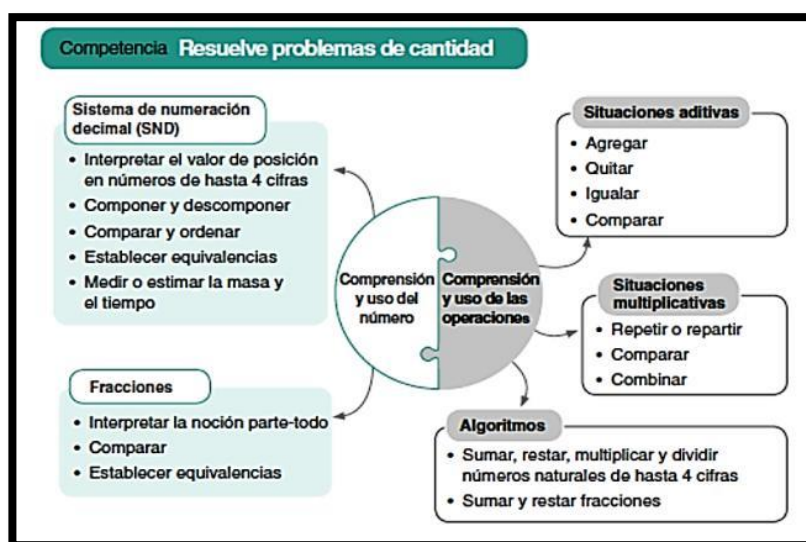 Competencia Resuelve problemas de cantidad
Sistema de numeración
decimal (SND)
• Interpretar el valor de posición
en números de hasta 4 cifras
• Componer y descomponer
• Comparar y ordenar
• Establecer equivalencias
• Medir o estimar la masa y
el tiempo
Fracciones
• Interpretar la noción parte-todo
• Comparar
• Establecer equivalencias
Comprensión
y uso del
número
Comprensión
y uso de las
operaciones
Situaciones aditivas
• Agregar
• Quitar
• Igualar
• Comparar
Situaciones
multiplicativas
• Repetir o repartir
• Comparar
• Combinar
Algoritmos
• Sumar, restar, multiplicar y dividir
números naturales de hasta 4 cifras
• Sumar y restar fracciones